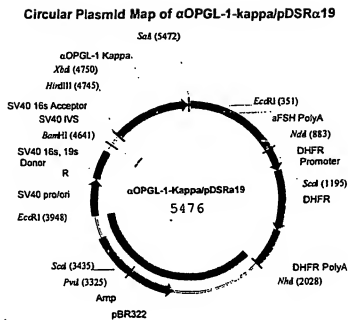 Circular Plasmid Map of αOPGL-1-kappa/pDSRα19
SalI (5472)
αOPGL-1 Kappa.
XbaI (4750)
HindIII (4745)
SV40 16s Acceptor
SV40 IVS
BamHI (4641)
SV40 16s, 19s
Donor
R
SV40 pro/ori
EcoRI (3948)
ScaI (3435)
PvuI (3325)
Amp
pBR322
EcoRI (351)
aFSH PolyA
NdeI (883)
DHFR
Promoter
ScaI (1195)
DHFR
DHFR PolyA
NheI (2028)
αOPGL-1-Kappa/pDSRa19
5476